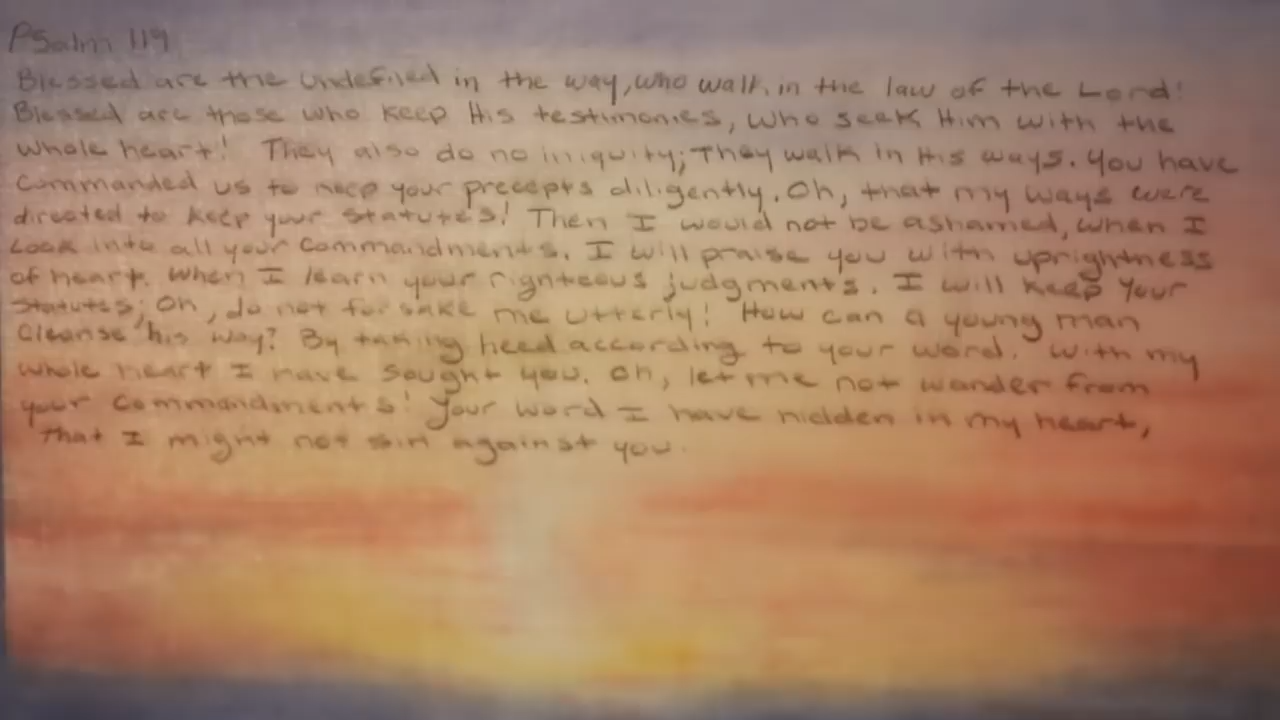 Psalm 119
Blessed are the undefiled in the way, who walk in the law of the Lord!
Blessed are those who keep His testimonies, who seek Him with the
whole heart! They also do no iniquity; They walk in His ways. You have
Commanded us to keep your precepts diligently. Oh, that my ways were
directed to keep your statutes! Then I would not be ashamed, when I
Look into all your Commandments. I will praise you with uprightness
of heart. When I learn your righteous judgments. I will keep Your
Statutes; Oh, do not forsake me utterly! How can a young man
Cleanse his way? By taking heed according to your word. With my
whole heart I have sought you. Oh, let me not wander from
your Commandments! Your word I have hidden in my heart,
That I might not sin against you.